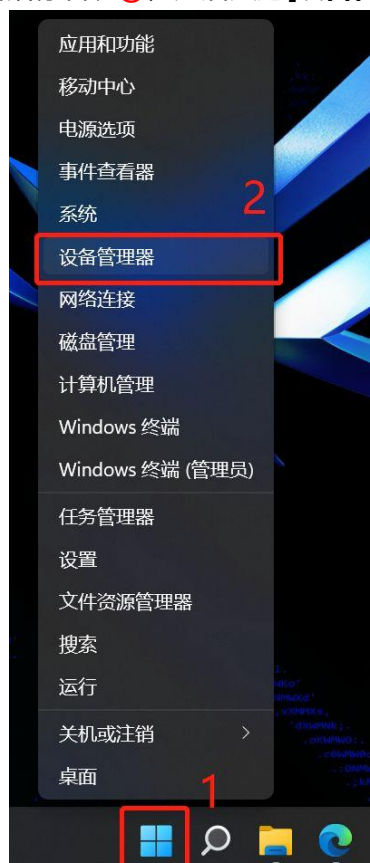 应用和功能
移动中心
电源选项
事件查看器
2
系统
设备管理器
网络连接
磁盘管理
计算机管理
Windows 终端
Windows 终端 (管理员)
任务管理器
设置
文件资源管理器
搜索
运行
关机或注销
桌面
1